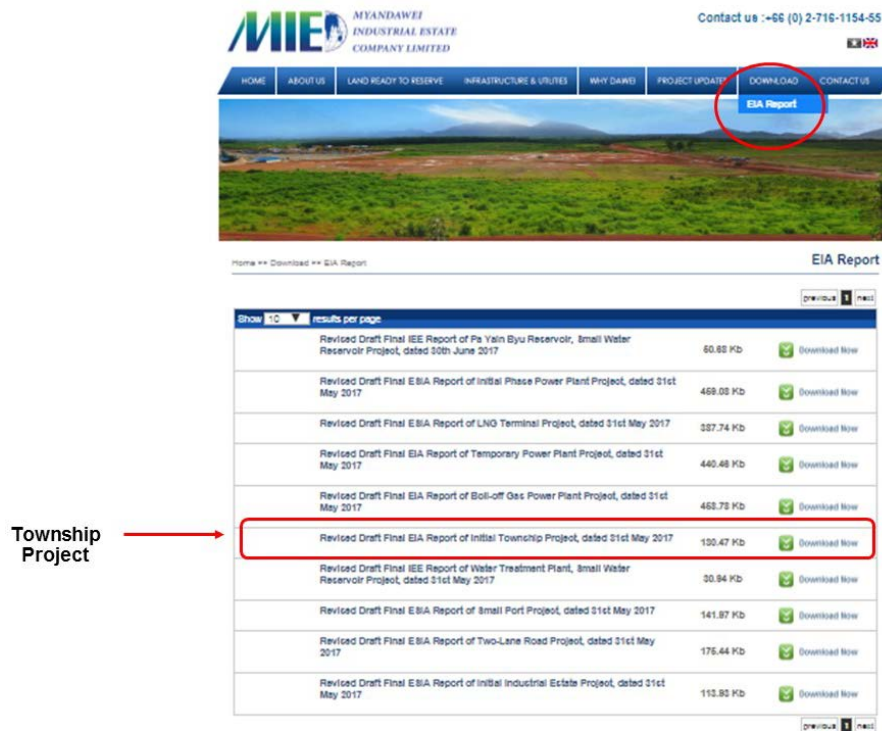 MIE
MYANDAWEI
INDUSTRIAL ESTATE
COMPANY LIMITED
Contact us :+66 (0) 2-716-1154-55
HOME ABOUT US LAND READY TO RESERVE INFRASTRUCTURE & UTILITIES WHY DAWEI PROJECT UPDATES DOWNLOAD CONTACT US
EIA Report
Home ++ Download ++ EIA Report
EIA Report
previous 1 next
Show 10 results per page
Revised Draft Final IEE Report of Pa Yain Byu Reservoir, Small Water
Reservoir Project, dated 30th June 2017
50.68 Kb
Download Now
Revised Draft Final ESIA Report of Initial Phase Power Plant Project, dated 31st
May 2017
459.08 Kb
Download Now
Revised Draft Final ESIA Report of LNG Terminal Project, dated 31st May 2017
387.74 Kb
Download Now
Revised Draft Final EIA Report of Temporary Power Plant Project, dated 31st
May 2017
440.46 Kb
Download Now
Revised Draft Final EIA Report of Boil-off Gas Power Plant Project, dated 31st
May 2017
453.78 Kb
Download Now
Township
Project
Revised Draft Final EIA Report of Initial Township Project, dated 31st May 2017
130.47 Kb
Download Now
Revised Draft Final IEE Report of Water Treatment Plant, Small Water
Reservoir Project, dated 31st May 2017
30.94 Kb
Download Now
Revised Draft Final ESIA Report of Small Port Project, dated 31st May 2017
141.97 Kb
Download Now
Revised Draft Final ESIA Report of Two-Lane Road Project, dated 31st May
2017
175.44 Kb
Download Now
Revised Draft Final ESIA Report of Initial Industrial Estate Project, dated 31st
May 2017
113.93 Kb
Download Now
previous 1 next